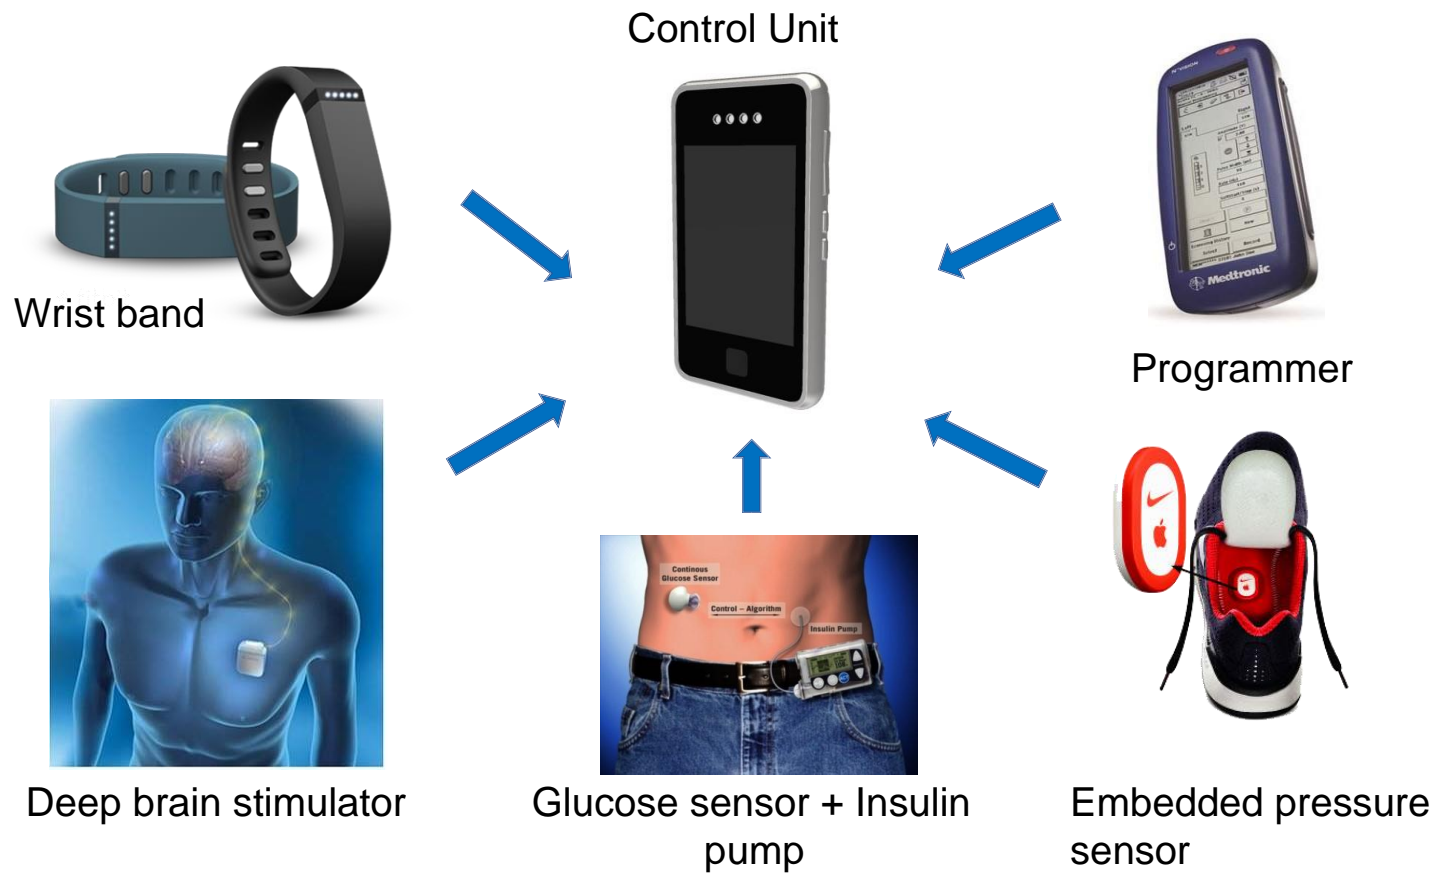 Control Unit
N'VISION
Medtronic
Wrist band
Programmer
Continous
Glucose Sensor
Control – Algorithm
Insulin Pump
Deep brain stimulator
Glucose sensor + Insulin
pump
Embedded pressure
sensor